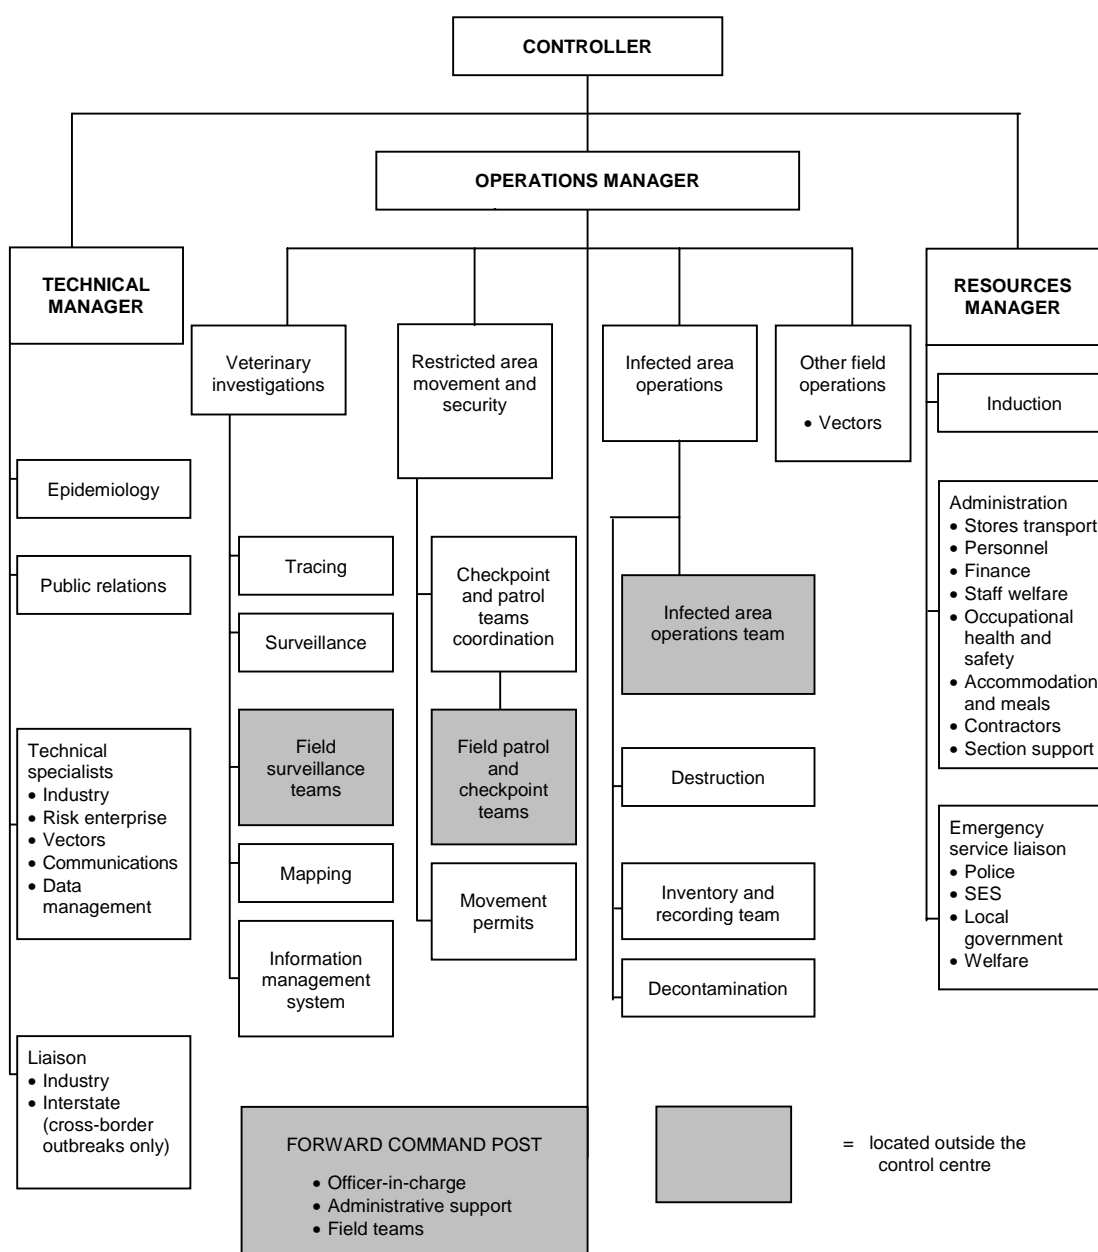 CONTROLLER
OPERATIONS MANAGER
TECHNICAL
MANAGER
RESOURCES
MANAGER
Veterinary
investigations
Restricted area
movement and
security
Infected area
operations
Other field
operations
• Vectors
Induction
Epidemiology
Public relations
Technical
specialists
• Industry
• Risk enterprise
• Vectors
• Communications
• Data
management
Liaison
• Industry
• Interstate
(cross-border
outbreaks only)
Tracing
Surveillance
Field
surveillance
teams
Mapping
Information
management
system
Checkpoint
and patrol
teams
coordination
Field patrol
and
checkpoint
teams
Movement
permits
Infected area
operations team
Destruction
Inventory and
recording team
Decontamination
Administration
• Stores transport
• Personnel
• Finance
• Staff welfare
• Occupational
health and
safety
• Accommodation
and meals
• Contractors
• Section support
Emergency
service liaison
• Police
• SES
• Local
government
• Welfare
FORWARD COMMAND POST
• Officer-in-charge
• Administrative support
• Field teams
= located outside the
control centre